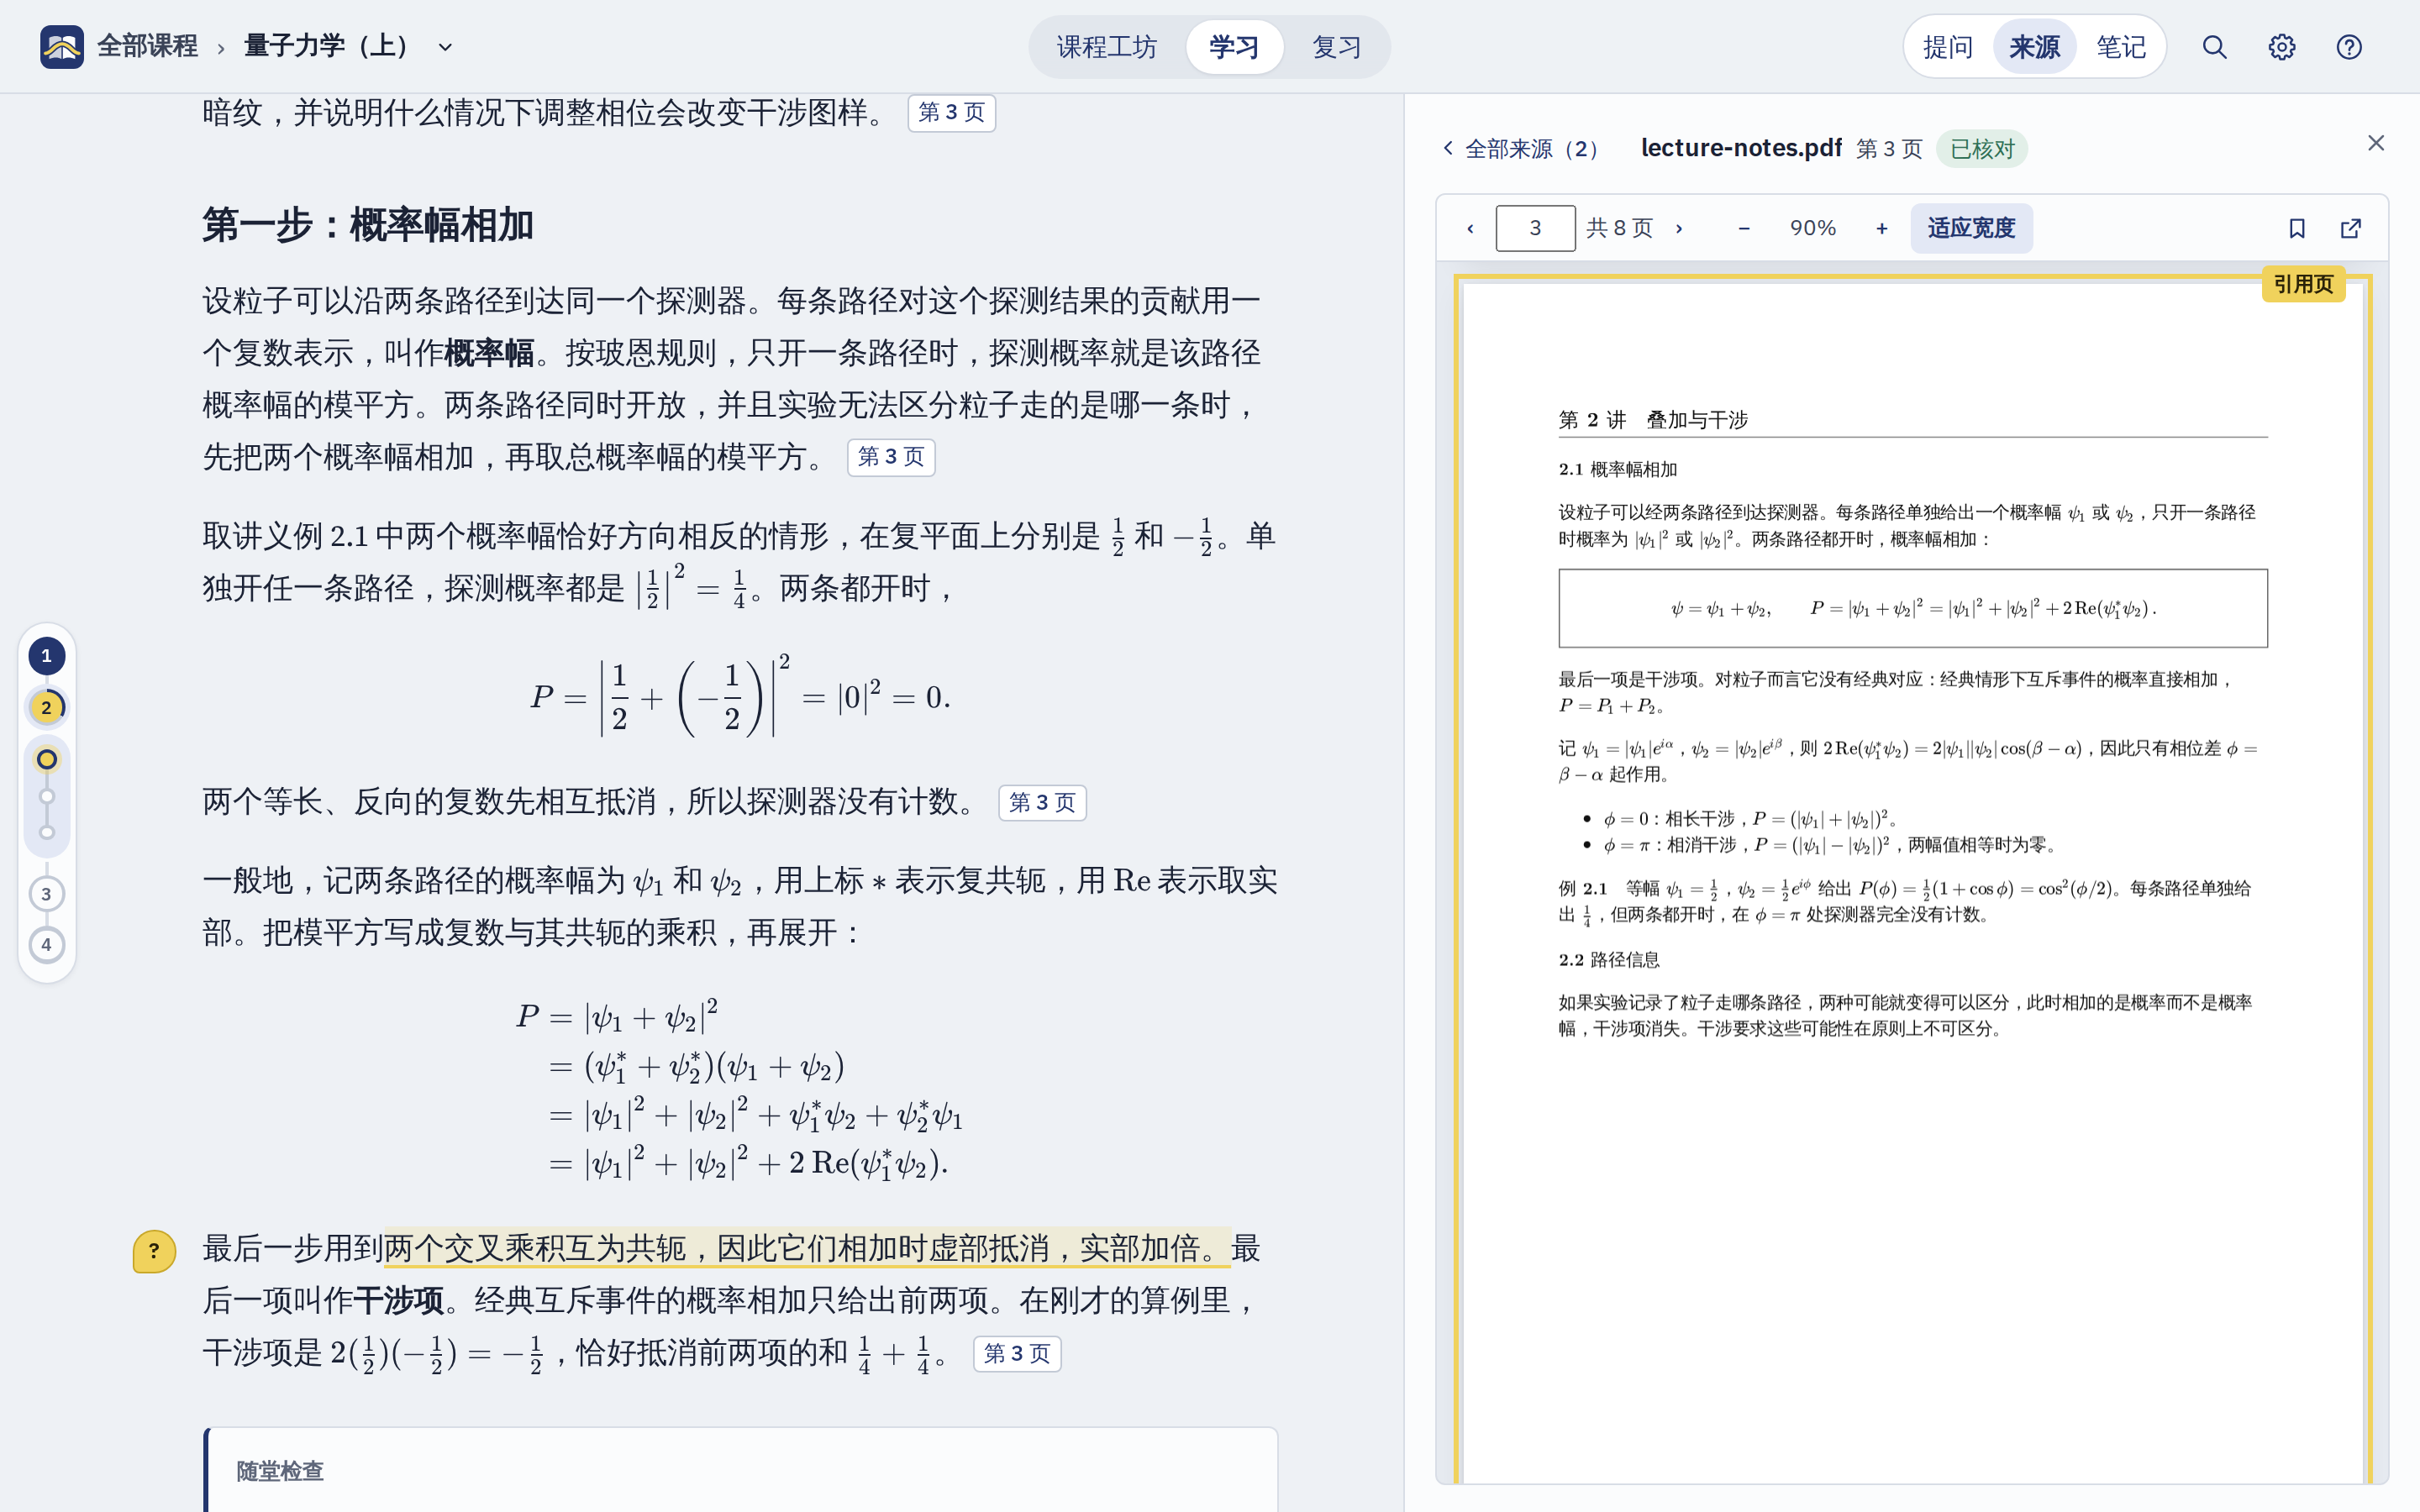 全部课程 › 量子力学（上）
课程工坊 学习 复习
提问 来源 笔记
暗纹，并说明什么情况下调整相位会改变干涉图样。 第 3 页
第一步：概率幅相加
设粒子可以沿两条路径到达同一个探测器。每条路径对这个探测结果的贡献用一
个复数表示，叫作概率幅。按玻恩规则，只开一条路径时，探测概率就是该路径
概率幅的模平方。两条路径同时开放，并且实验无法区分粒子走的是哪一条时，
先把两个概率幅相加，再取总概率幅的模平方。 第 3 页
取讲义例 2.1 中两个概率幅恰好方向相反的情形，在复平面上分别是 1/2 和 −1/2。单
独开任一条路径，探测概率都是 |1/2|² = 1/4。两条都开时，
P = |1/2 + (−1/2)|² = |0|² = 0.
两个等长、反向的复数先相互抵消，所以探测器没有计数。 第 3 页
一般地，记两条路径的概率幅为 ψ₁ 和 ψ₂，用上标 * 表示复共轭，用 Re 表示取实
部。把模平方写成复数与其共轭的乘积，再展开：
P = |ψ₁ + ψ₂|²
= (ψ₁* + ψ₂*)(ψ₁ + ψ₂)
= |ψ₁|² + |ψ₂|² + ψ₁*ψ₂ + ψ₂*ψ₁
= |ψ₁|² + |ψ₂|² + 2 Re(ψ₁*ψ₂).
?
最后一步用到两个交叉乘积互为共轭，因此它们相加时虚部抵消，实部加倍。最
后一项叫作干涉项。经典互斥事件的概率相加只给出前两项。在刚才的算例里，
干涉项是 2(1/2)(−1/2) = −1/2，恰好抵消前两项的和 1/4 + 1/4。 第 3 页
随堂检查
1
2
3
4
全部来源（2） lecture-notes.pdf 第 3 页 已核对
‹ 3 共 8 页 › − 90% + 适应宽度
引用页
第 2 讲 叠加与干涉
2.1 概率幅相加
设粒子可以经两条路径到达探测器。每条路径单独给出一个概率幅 ψ₁ 或 ψ₂，只开一条路径
时概率为 |ψ₁|² 或 |ψ₂|²。两条路径都开时，概率幅相加：
ψ = ψ₁ + ψ₂, P = |ψ₁ + ψ₂|² = |ψ₁|² + |ψ₂|² + 2 Re(ψ₁*ψ₂).
最后一项是干涉项。对粒子而言它没有经典对应：经典情形下互斥事件的概率直接相加，
P = P₁ + P₂。
记 ψ₁ = |ψ₁|e^{iα}，ψ₂ = |ψ₂|e^{iβ}，则 2 Re(ψ₁*ψ₂) = 2|ψ₁||ψ₂| cos(β − α)，因此只有相位差 ϕ =
β − α 起作用。
• ϕ = 0：相长干涉，P = (|ψ₁| + |ψ₂|)²。
• ϕ = π：相消干涉，P = (|ψ₁| − |ψ₂|)²，两幅值相等时为零。
例 2.1 等幅 ψ₁ = 1/2，ψ₂ = 1/2 e^{iϕ} 给出 P(ϕ) = 1/2(1 + cos ϕ) = cos²(ϕ/2)。每条路径单独给
出 1/4，但两条都开时，在 ϕ = π 处探测器完全没有计数。
2.2 路径信息
如果实验记录了粒子走哪条路径，两种可能就变得可以区分，此时相加的是概率而不是概率
幅，干涉项消失。干涉要求这些可能性在原则上不可区分。